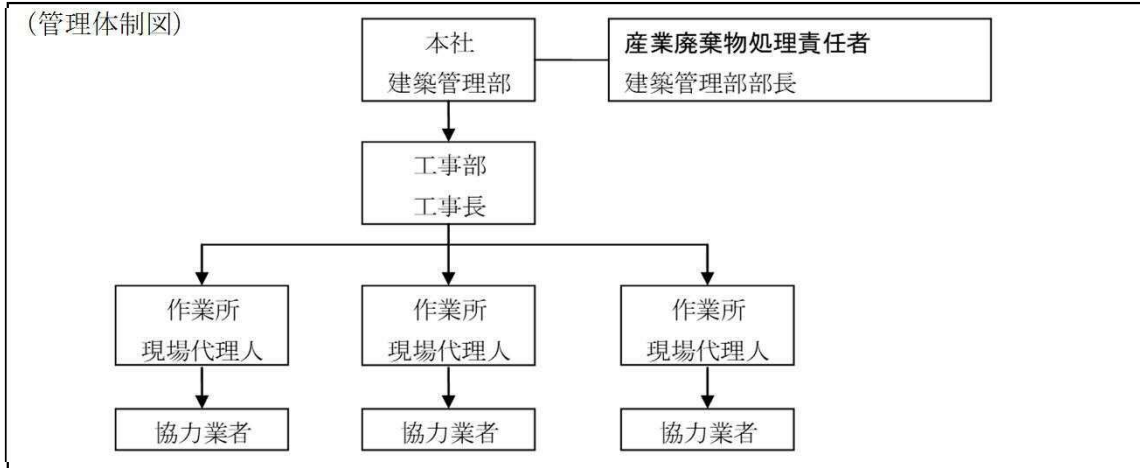 （管理体制図）
本社
建築管理部
産業廃棄物処理責任者
建築管理部部長
工事部
工事長
作業所
現場代理人
作業所
現場代理人
作業所
現場代理人
協力業者
協力業者
協力業者